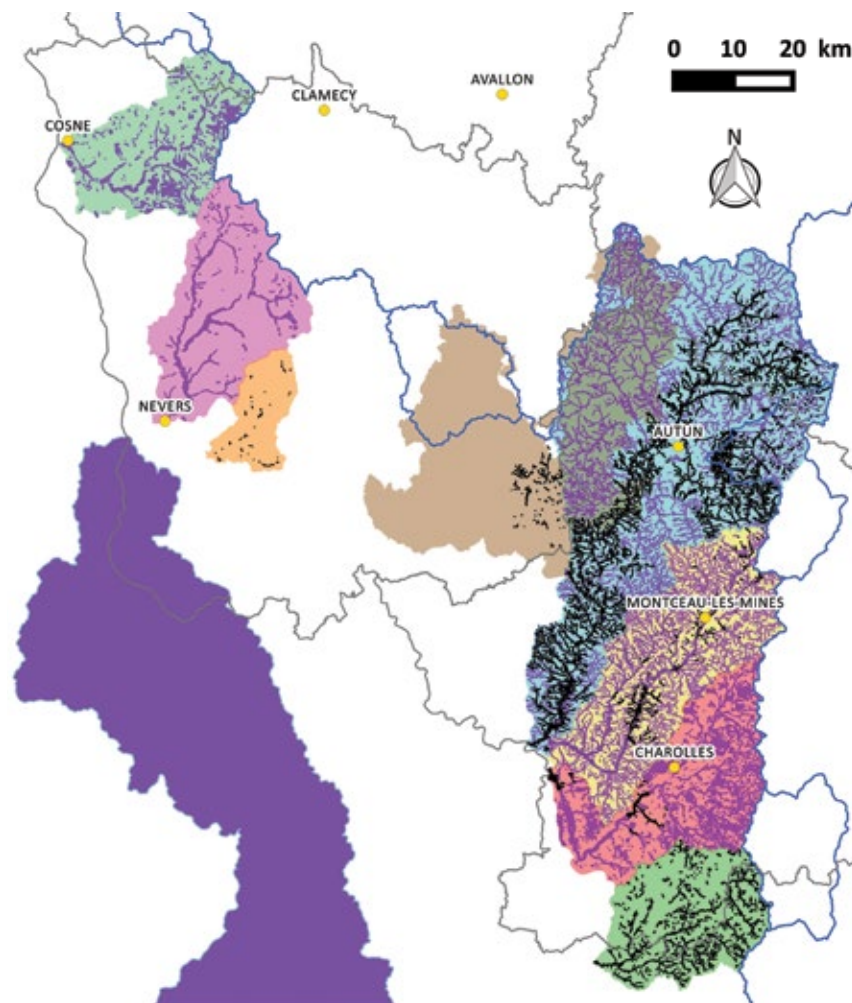 0 10 20 km
AVALLON
CLAMECY
COSNE
N
NEVERS
AUTUN
MONTCEAU-LES-MINES
CHAROLLES